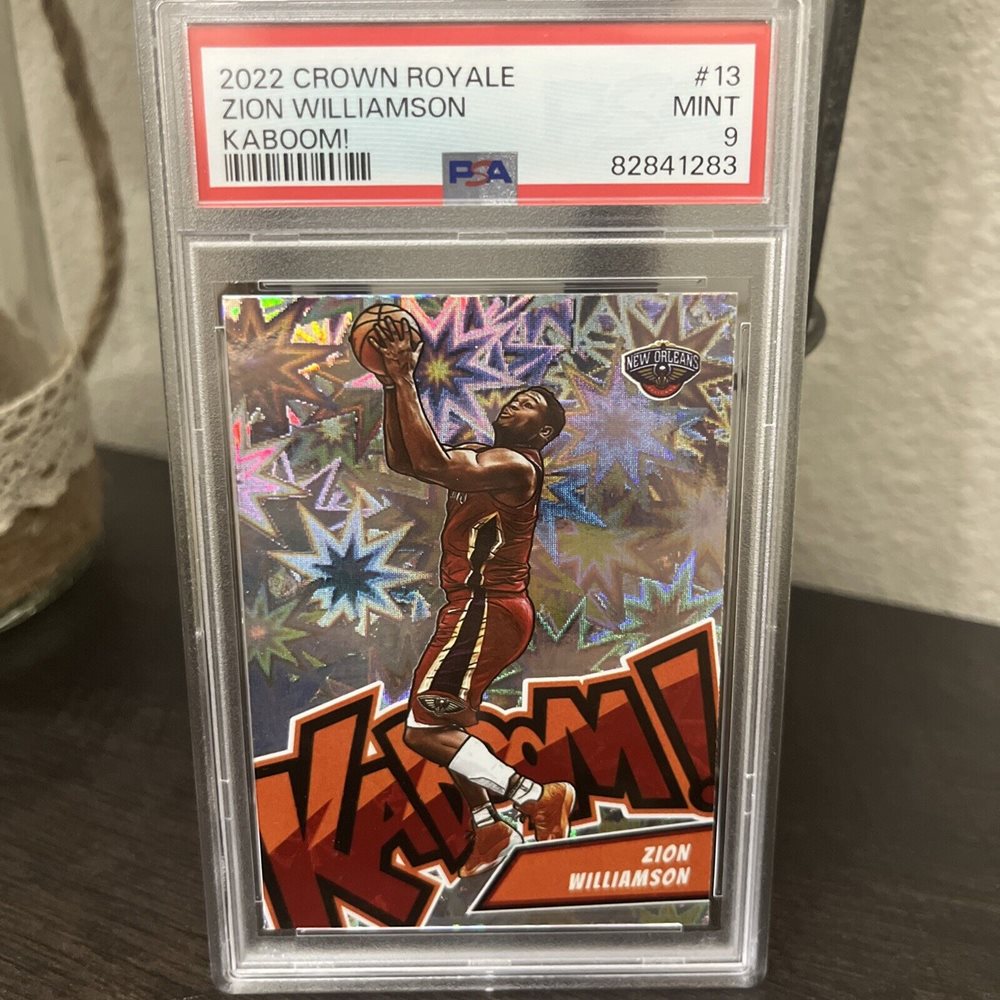 2022 CROWN ROYALE #13
ZION WILLIAMSON MINT
KABOOM! 9
PSA 82841283
NEW ORLEANS
KABOOM!
ZION
WILLIAMSON